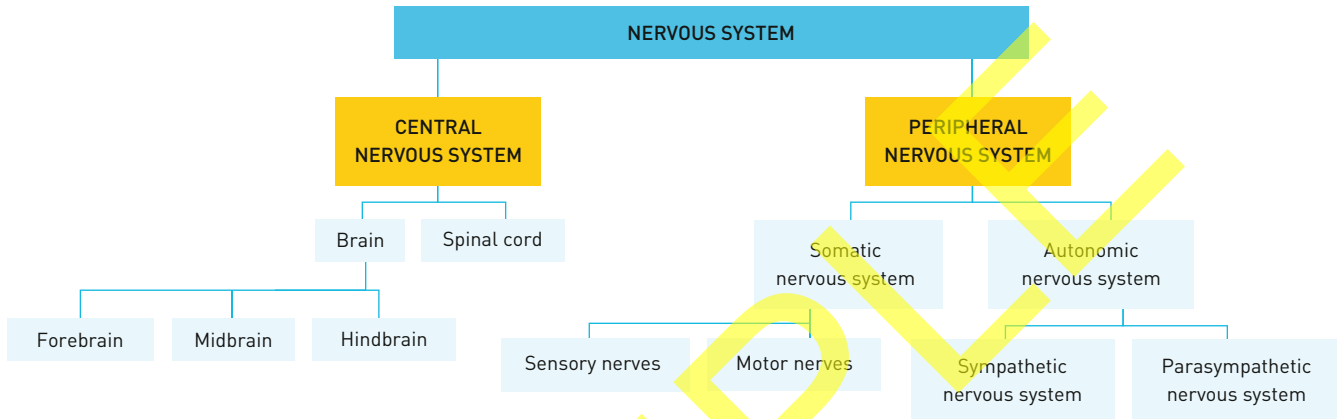 NERVOUS SYSTEM
CENTRAL
NERVOUS SYSTEM
PERIPHERAL
NERVOUS SYSTEM
Brain
Spinal cord
Somatic
nervous system
Autonomic
nervous system
Forebrain
Midbrain
Hindbrain
Sensory nerves
Motor nerves
Sympathetic
nervous system
Parasympathetic
nervous system
PLE